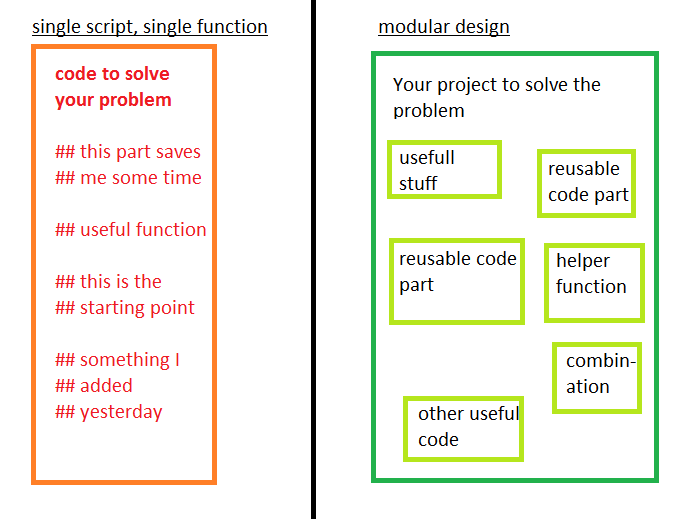 single script, single function
code to solve
your problem
## this part saves
## me some time
## useful function
## this is the
## starting point
## something I
## added
## yesterday
modular design
Your project to solve the
problem
usefull
stuff
reusable
code part
reusable code
part
helper
function
combin-
ation
other useful
code